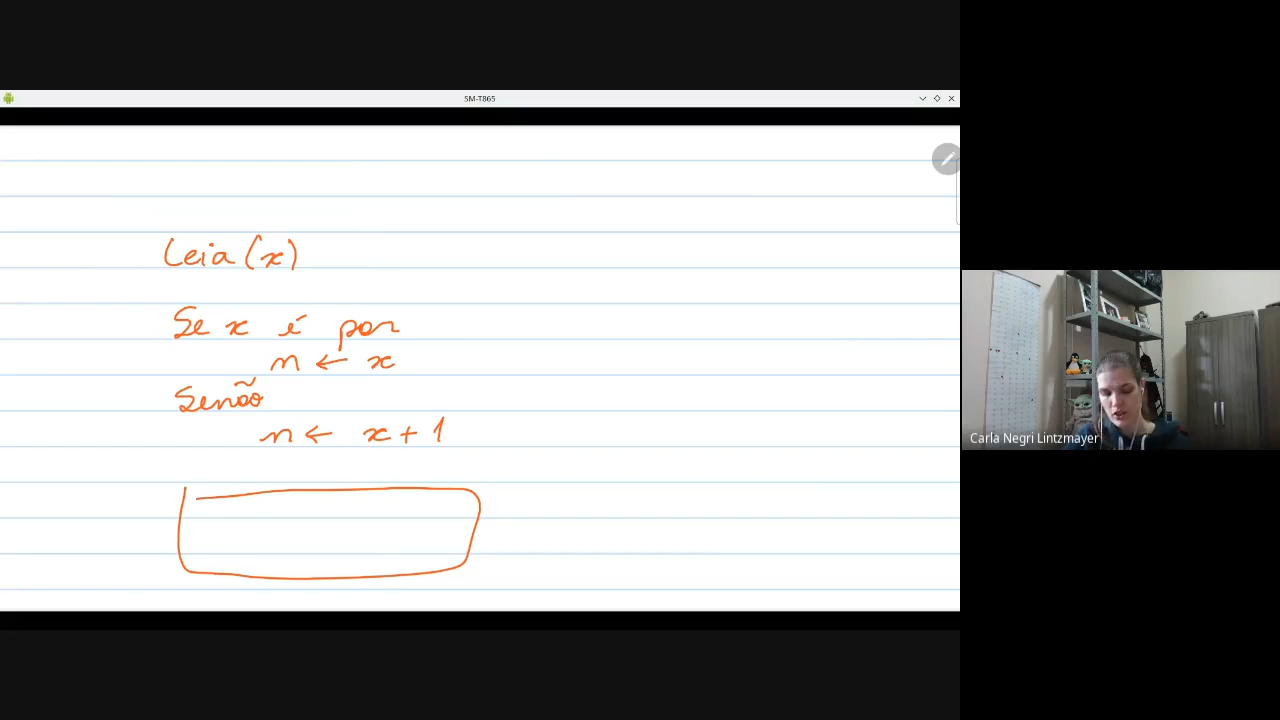 SM-T865
Leia(x)
Se x é par
n ← x
Senão
n ← x + 1
Carla Negri Lintzmayer